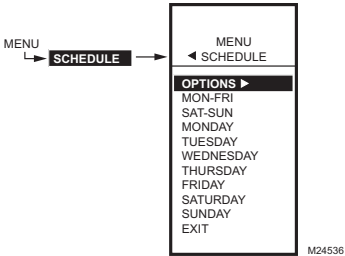 MENU
SCHEDULE
MENU
◄ SCHEDULE
OPTIONS ►
MON-FRI
SAT-SUN
MONDAY
TUESDAY
WEDNESDAY
THURSDAY
FRIDAY
SATURDAY
SUNDAY
EXIT
M24536